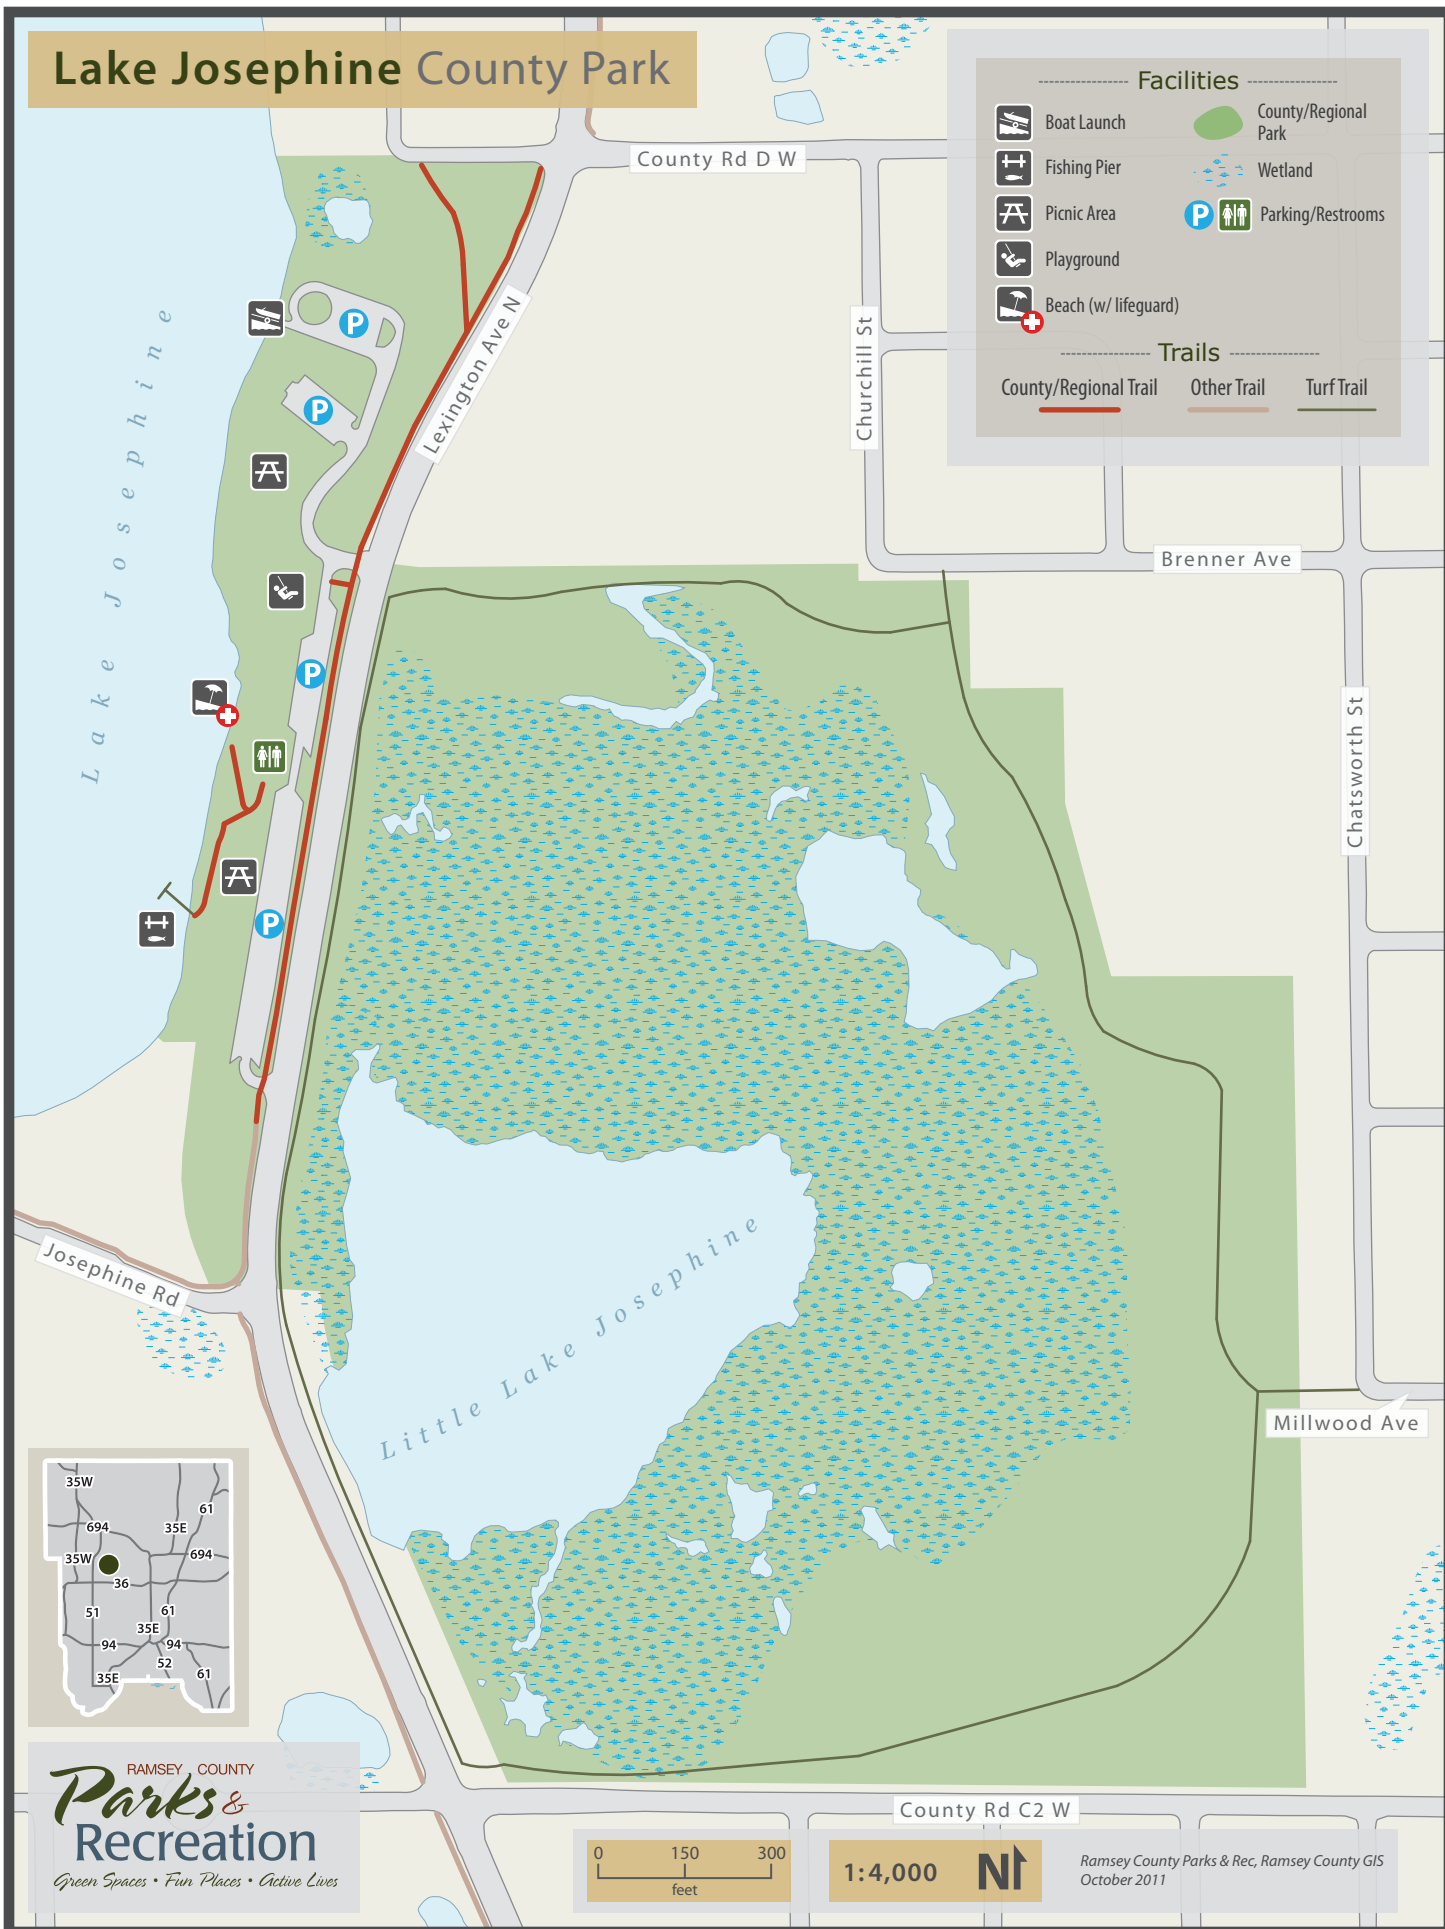 Lake Josephine County Park
Facilities
Boat Launch
Fishing Pier
Picnic Area
Playground
Beach (w/ lifeguard)
County/Regional
Park
Wetland
P
Parking/Restrooms
Trails
County/Regional Trail
Other Trail
Turf Trail
County Rd D W
Lexington Ave N
Churchill St
Brenner Ave
Chatsworth St
Lake Josephine
P
P
P
P
Josephine Rd
Little Lake Josephine
Millwood Ave
County Rd C2 W
35W
61
694
35E
35W
694
36
51
61
35E
94
94
52
35E
61
RAMSEY COUNTY
Parks &
Recreation
Green Spaces • Fun Places • Active Lives
0 150 300
feet
1:4,000
N
Ramsey County Parks & Rec, Ramsey County GIS
October 2011